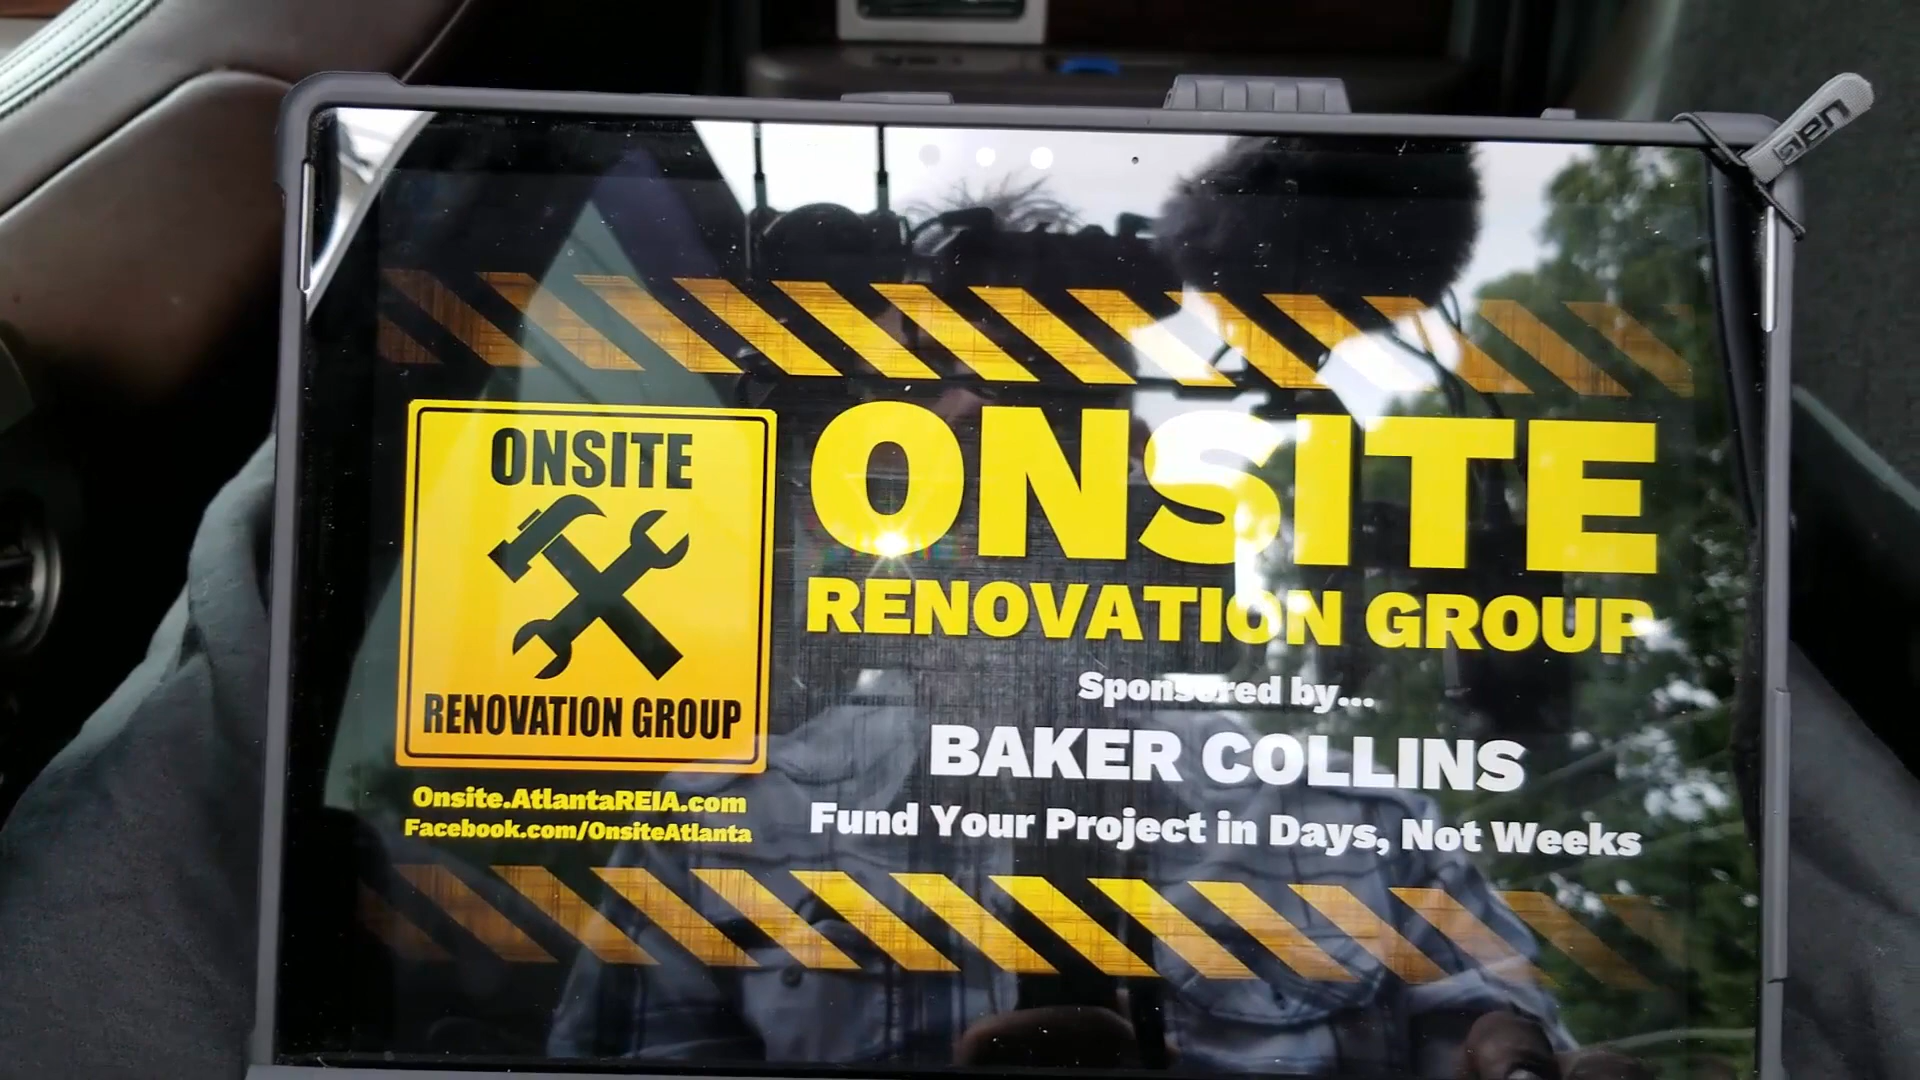 ONSITE
RENOVATION GROUP
Onsite.AtlantaREIA.com
Facebook.com/OnsiteAtlanta
ONSITE
RENOVATION GROUP
Sponsored by...
BAKER COLLINS
Fund Your Project in Days, Not Weeks